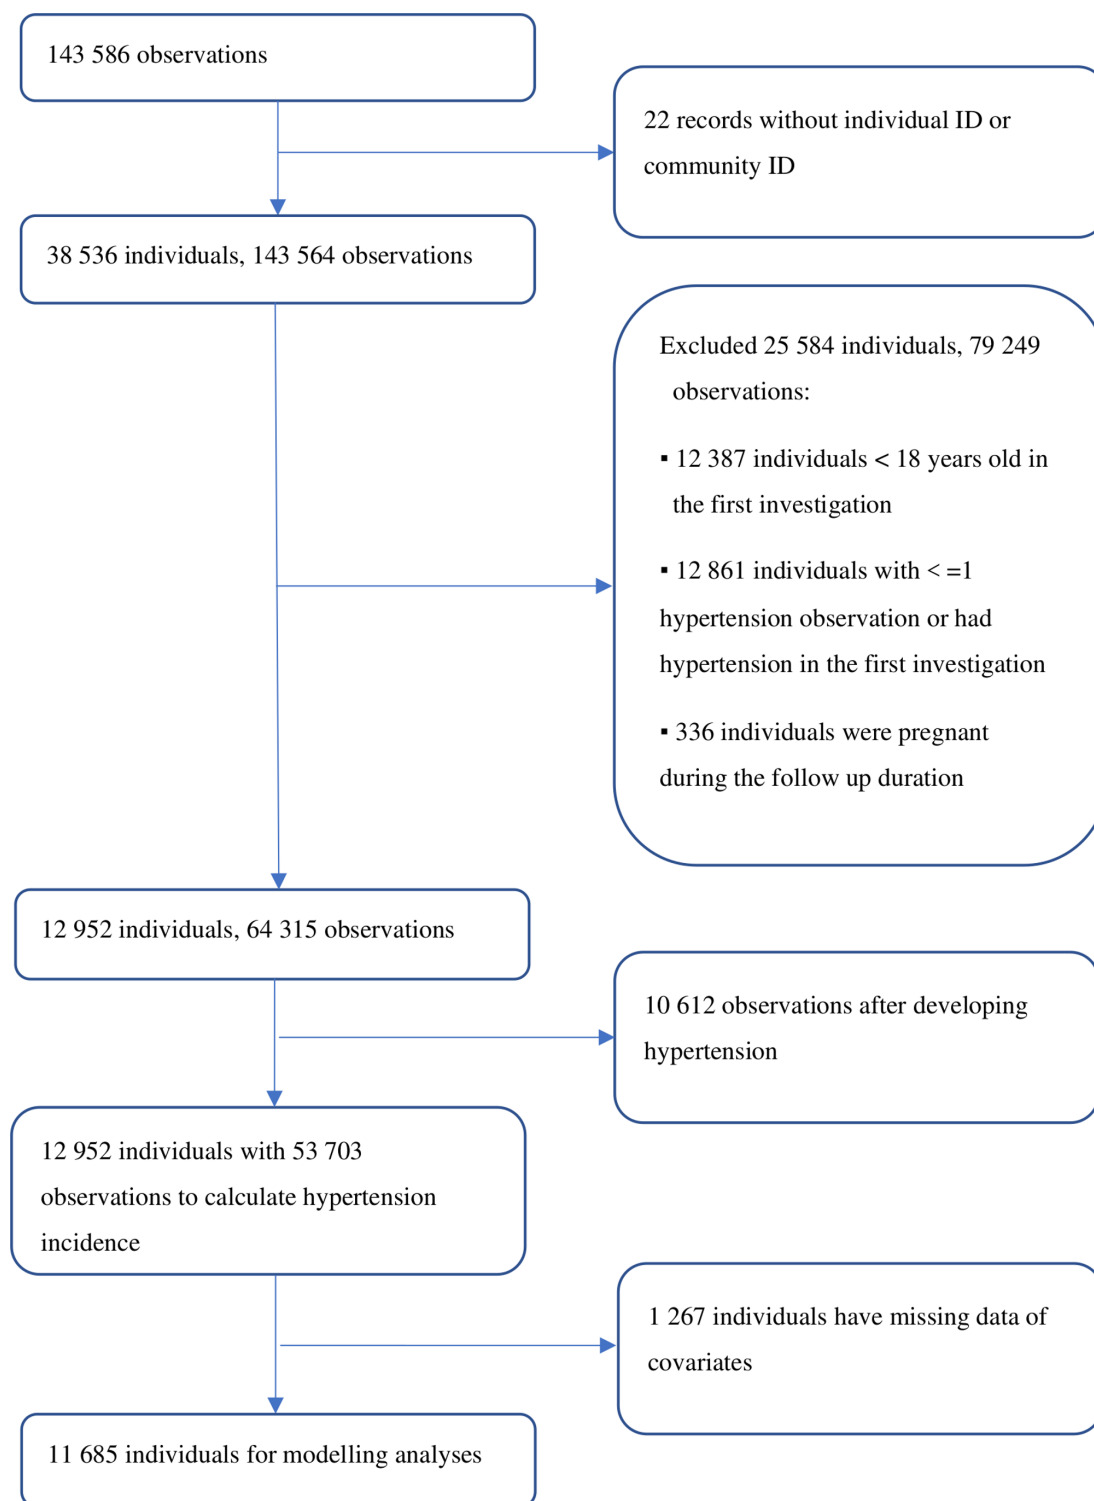 143 586 observations
22 records without individual ID or
community ID
38 536 individuals, 143 564 observations
Excluded 25 584 individuals, 79 249
observations:
▪ 12 387 individuals < 18 years old in
the first investigation
▪ 12 861 individuals with < =1
hypertension observation or had
hypertension in the first investigation
▪ 336 individuals were pregnant
during the follow up duration
12 952 individuals, 64 315 observations
10 612 observations after developing
hypertension
12 952 individuals with 53 703
observations to calculate hypertension
incidence
1 267 individuals have missing data of
covariates
11 685 individuals for modelling analyses